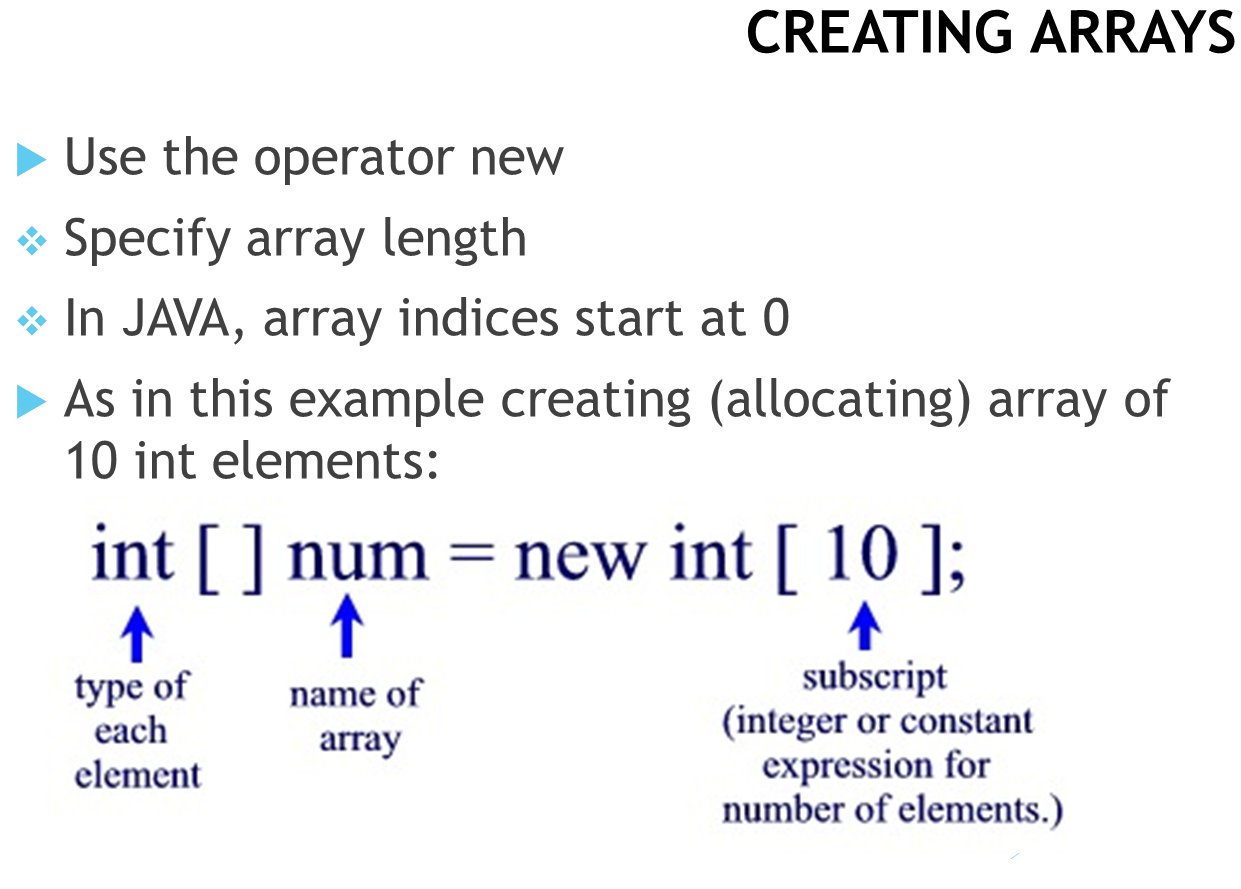 CREATING ARRAYS
Use the operator new
Specify array length
In JAVA, array indices start at 0
As in this example creating (allocating) array of
10 int elements:
int [ ] num = new int [ 10 ];
type of
each
element
name of
array
subscript
(integer or constant
expression for
number of elements.)